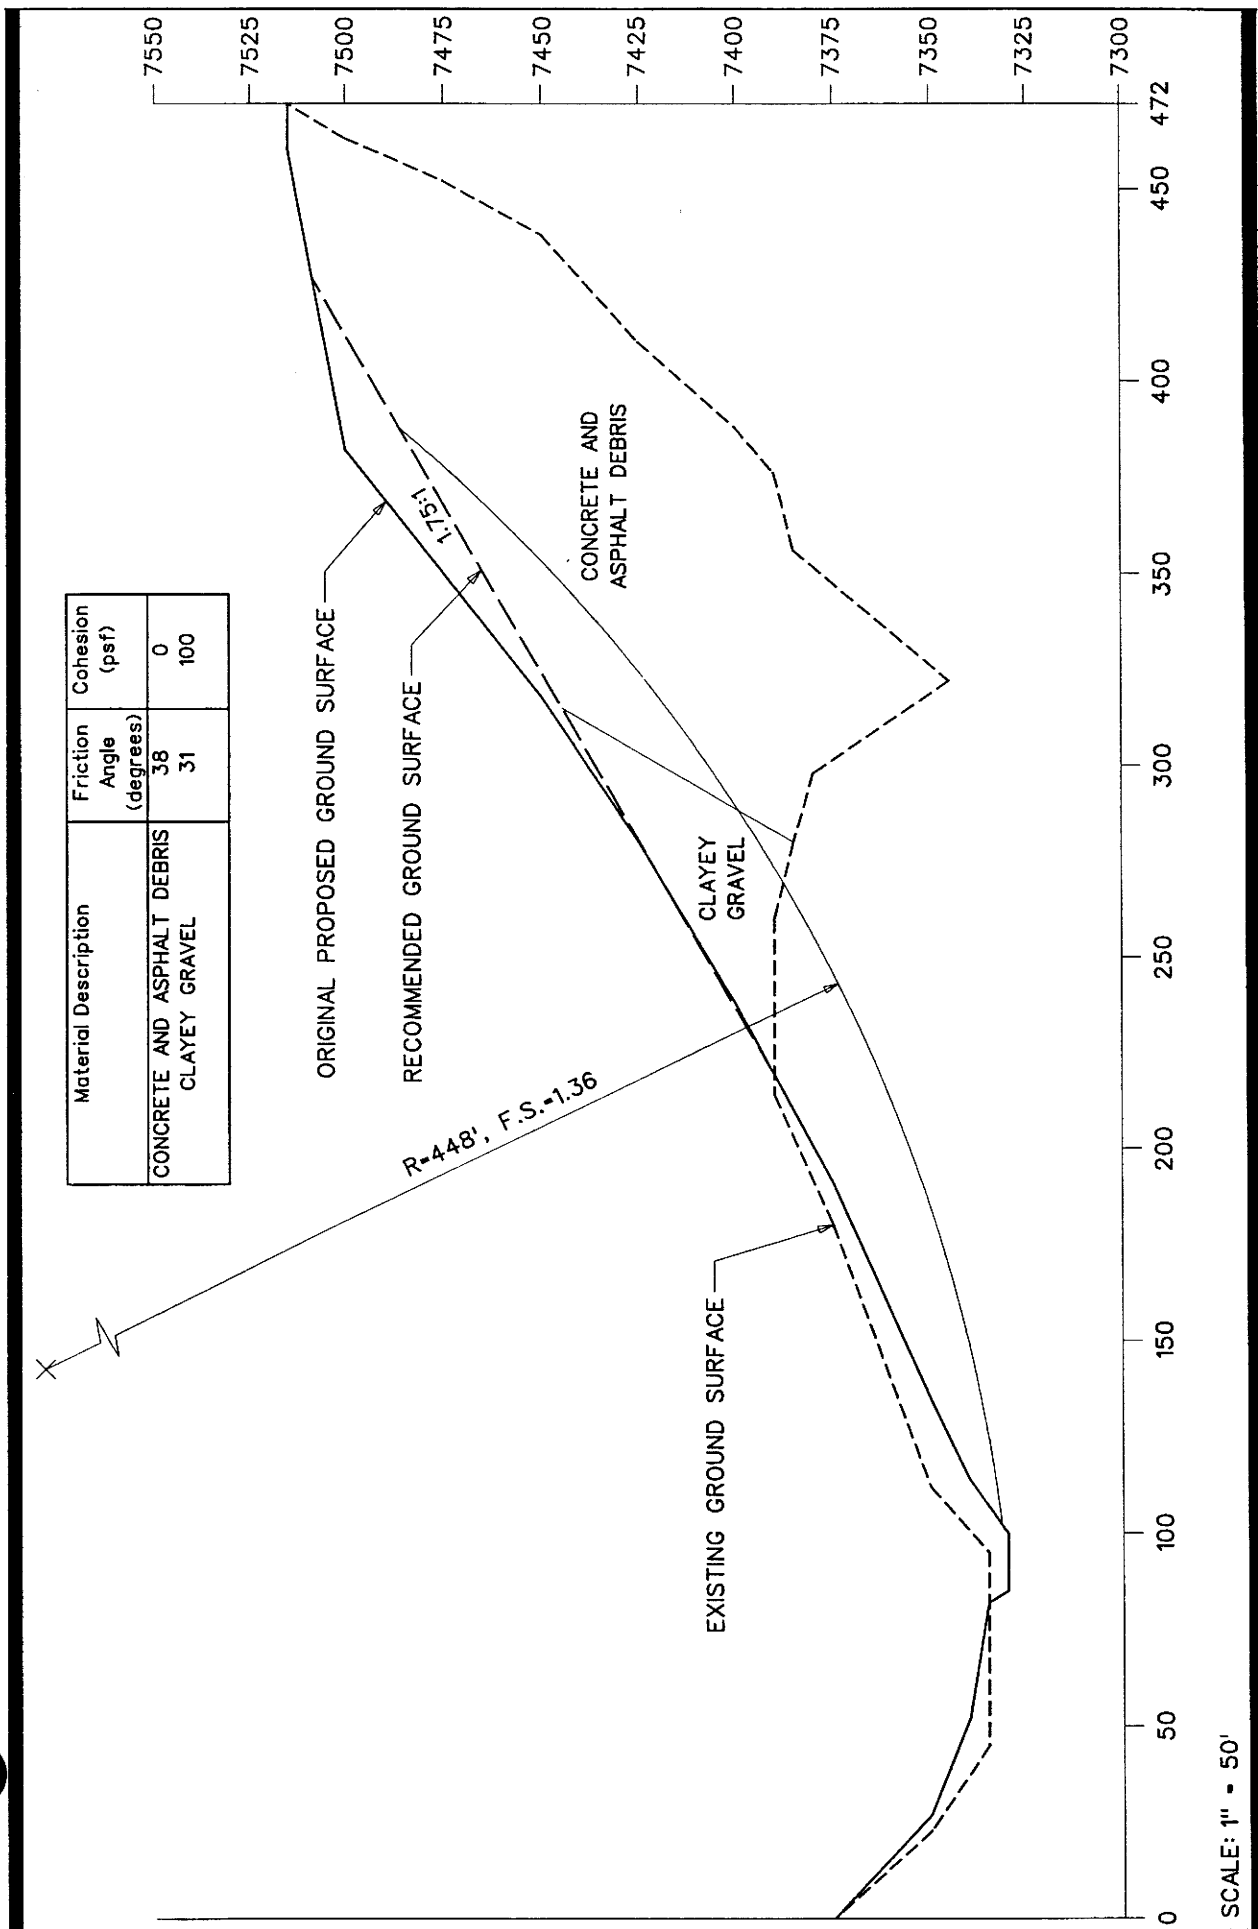 Material Description
Friction
Angle
(degrees)
Cohesion
(psf)
CONCRETE AND ASPHALT DEBRIS
38
0
CLAYEY GRAVEL
31
100
ORIGINAL PROPOSED GROUND SURFACE
RECOMMENDED GROUND SURFACE
1.75:1
R=448', F.S.=1.36
CONCRETE AND
ASPHALT DEBRIS
CLAYEY
GRAVEL
EXISTING GROUND SURFACE
7550
7525
7500
7475
7450
7425
7400
7375
7350
7325
7300
0
50
100
150
200
250
300
350
400
450
472
SCALE: 1" = 50'